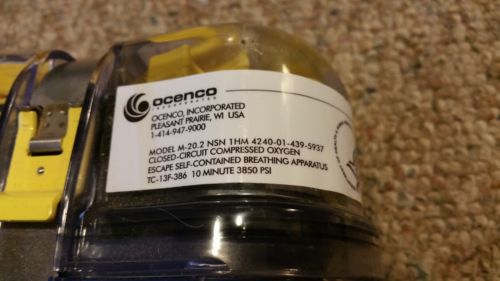 ocenco
INCORPORATED
OCENCO, INCORPORATED
PLEASANT PRAIRIE, WI USA
1-414-947-9000
MODEL M-20.2 NSN 1HM 4240-01-439-5937
CLOSED-CIRCUIT COMPRESSED OXYGEN
ESCAPE SELF-CONTAINED BREATHING APPARATUS
TC-13F-386 10 MINUTE 3850 PSI